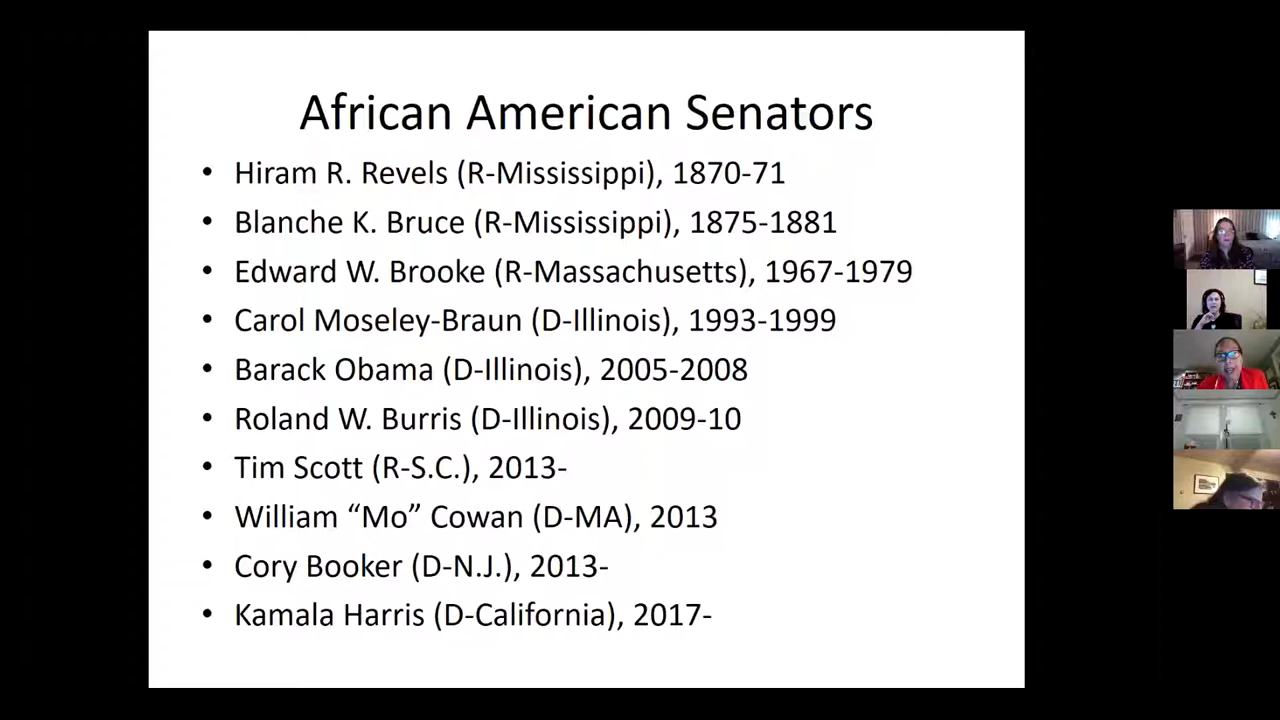 African American Senators
• Hiram R. Revels (R-Mississippi), 1870-71
• Blanche K. Bruce (R-Mississippi), 1875-1881
• Edward W. Brooke (R-Massachusetts), 1967-1979
• Carol Moseley-Braun (D-Illinois), 1993-1999
• Barack Obama (D-Illinois), 2005-2008
• Roland W. Burris (D-Illinois), 2009-10
• Tim Scott (R-S.C.), 2013-
• William “Mo” Cowan (D-MA), 2013
• Cory Booker (D-N.J.), 2013-
• Kamala Harris (D-California), 2017-